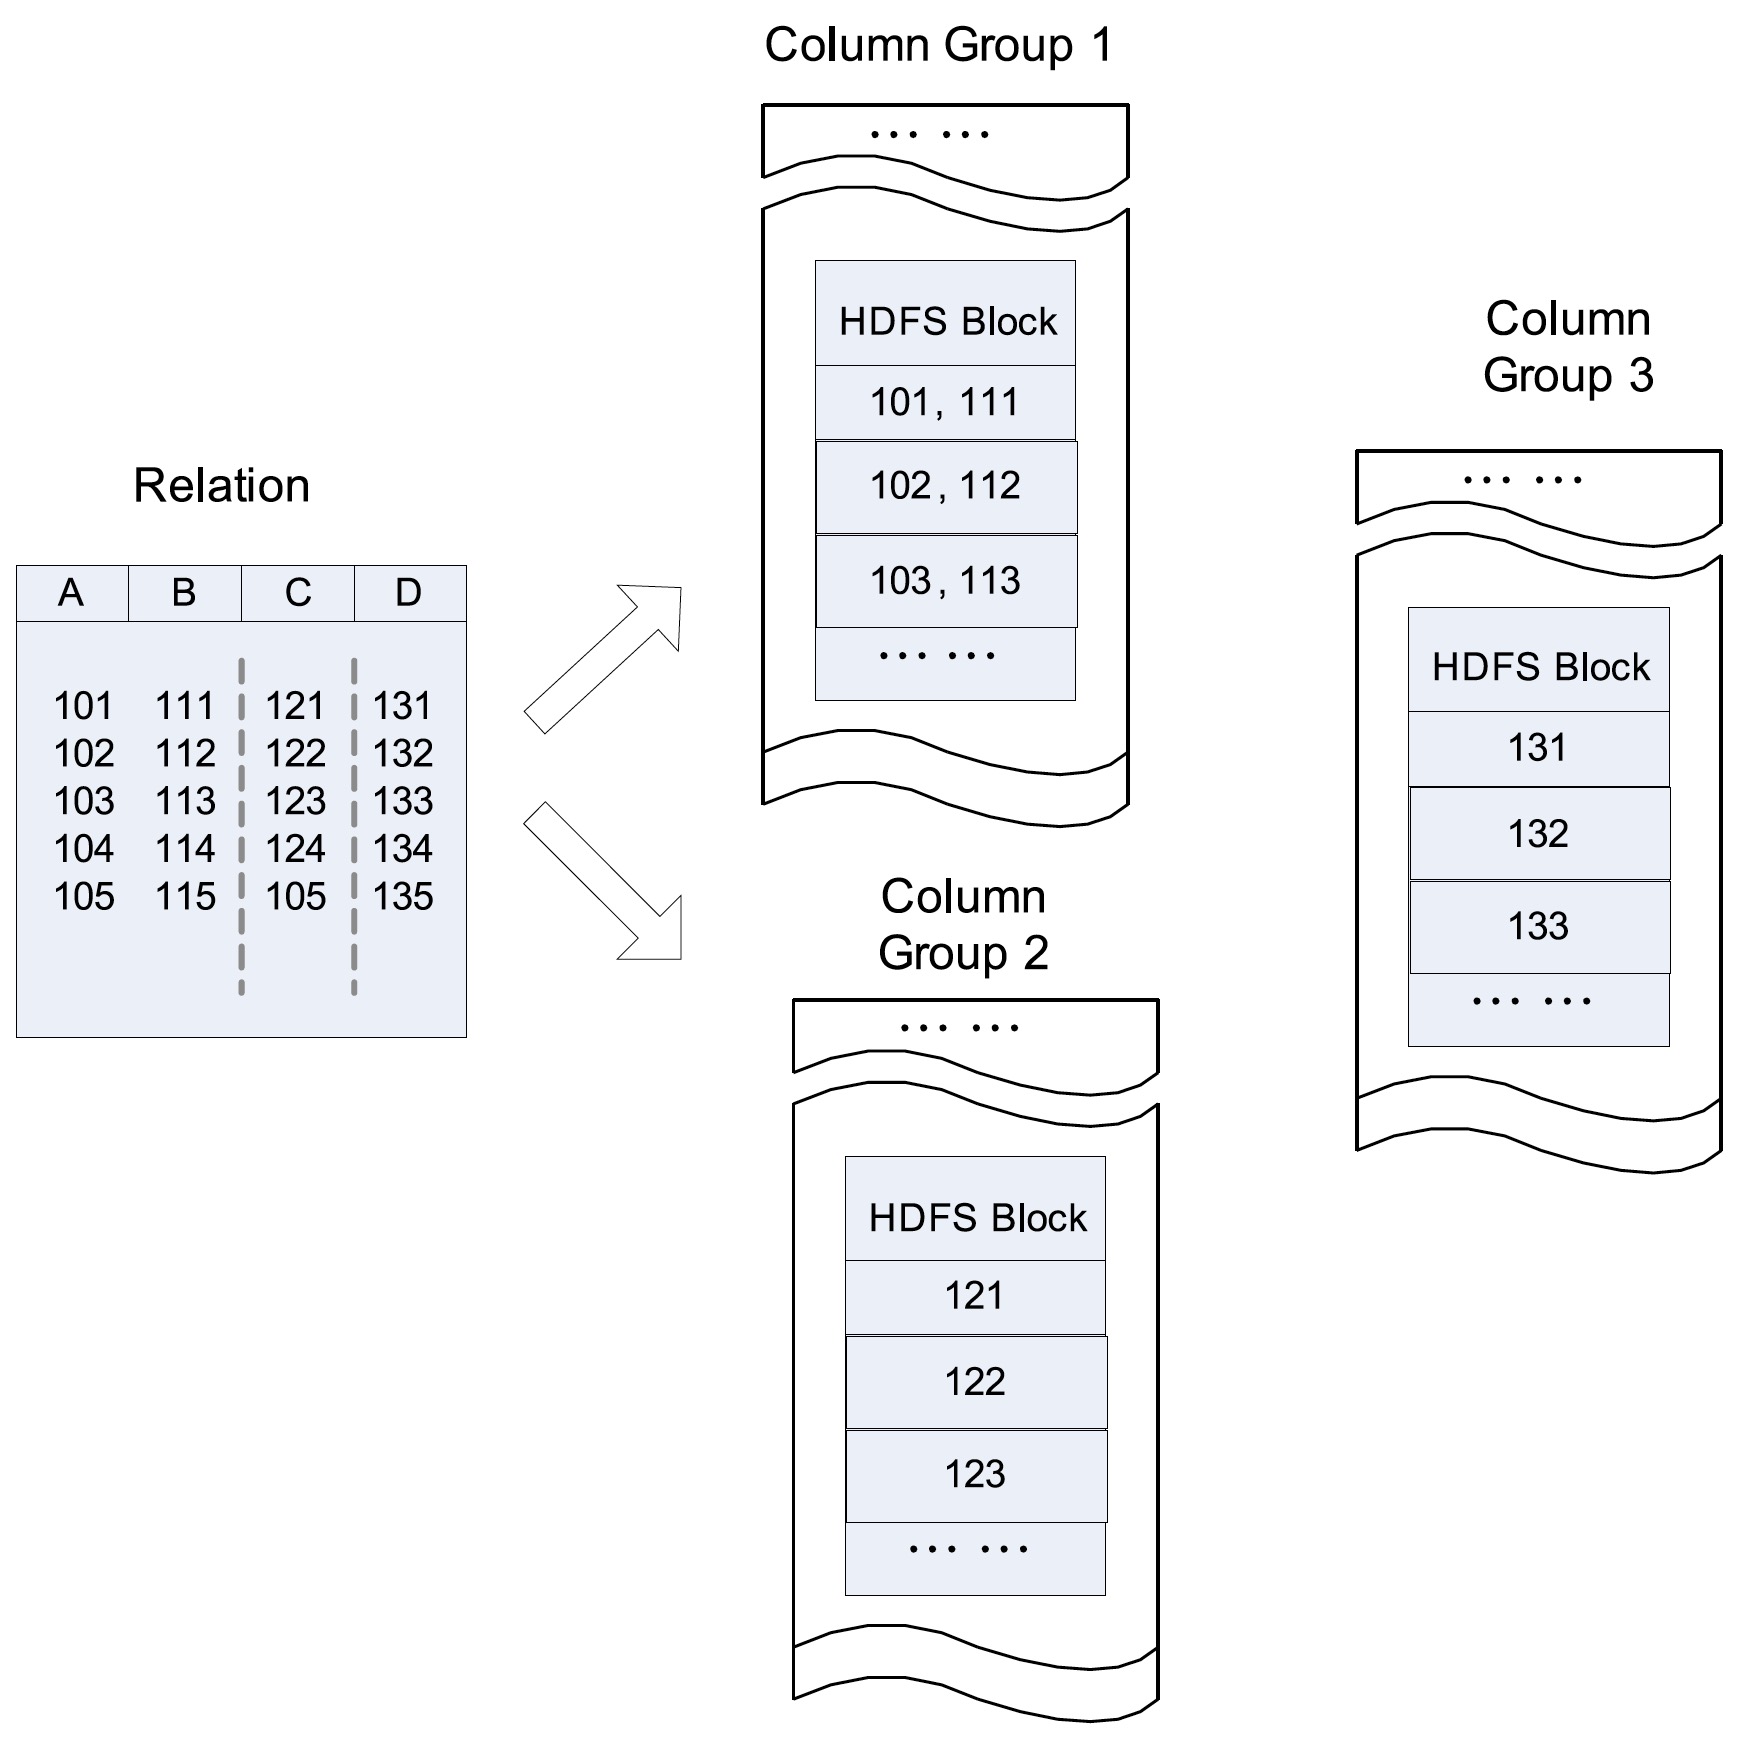 Column Group 1
... ...
HDFS Block
101, 111
102, 112
103, 113
... ...
Relation
A B C D
101 111 121 131
102 112 122 132
103 113 123 133
104 114 124 134
105 115 105 135
Column
Group 2
... ...
HDFS Block
121
122
123
... ...
Column
Group 3
... ...
HDFS Block
131
132
133
... ...